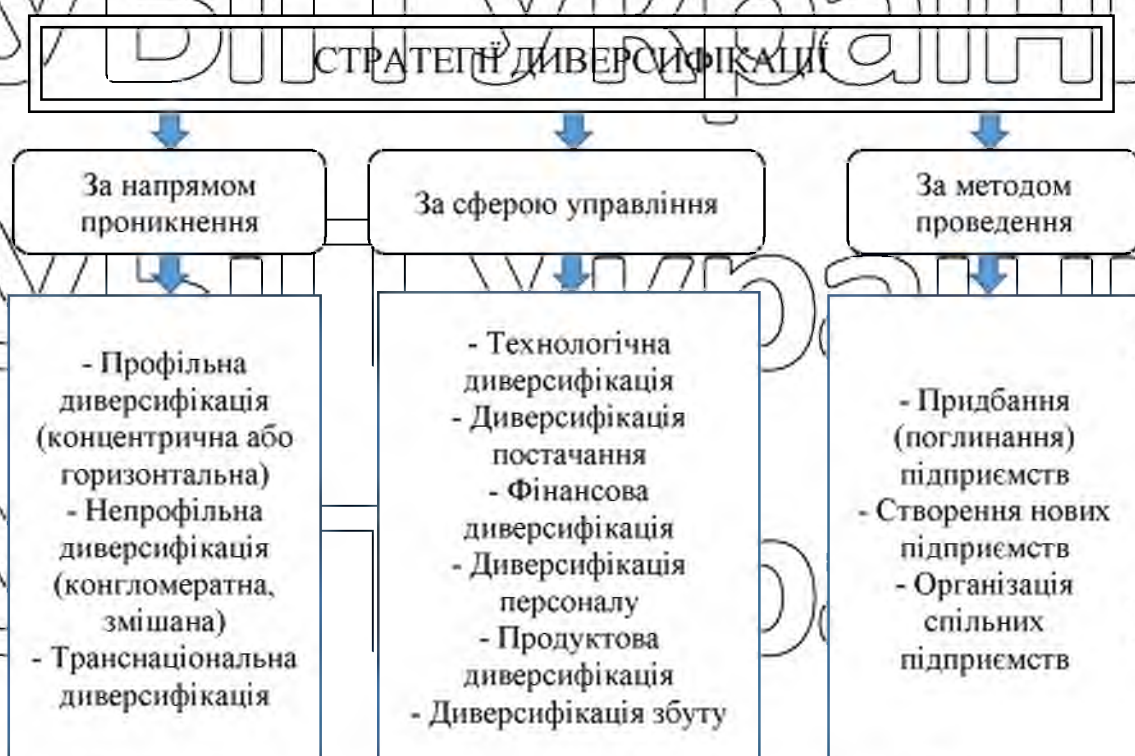 СТРАТЕГІЇ ДИВЕРСИФІКАЦІЇ
За напрямом
проникнення
- Профільна
диверсифікація
(концентрична або
горизонтальна)
- Непрофільна
диверсифікація
(конгломератна,
змішана)
- Транснаціональна
диверсифікація
За сферою управління
- Технологічна
диверсифікація
- Диверсифікація
постачання
- Фінансова
диверсифікація
- Диверсифікація
персоналу
- Продуктова
диверсифікація
- Диверсифікація збуту
За методом
проведення
- Придбання
(поглинання)
підприємств
- Створення нових
підприємств
- Організація
спільних
підприємств